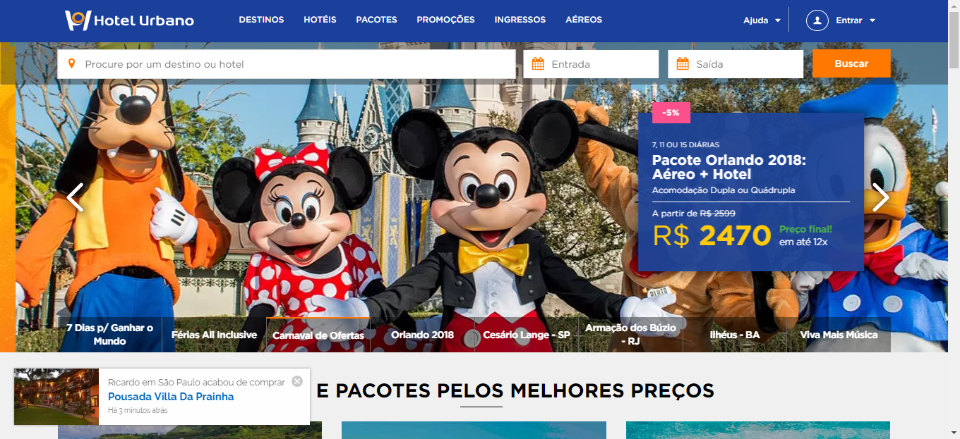 Hotel Urbano
DESTINOS HOTÉIS PACOTES PROMOÇÕES INGRESSOS AÉREOS
Ajuda Entrar
Procure por um destino ou hotel
Entrada
Saída
Buscar
-5%
7, 11 OU 15 DIÁRIAS
Pacote Orlando 2018:
Aéreo + Hotel
Acomodação Dupla ou Quádrupla
A partir de R$ 2599
R$ 2470
Preço final!
em até 12x
7 Dias p/ Ganhar o
Mundo
Férias All Inclusive
Carnaval de Ofertas
Orlando 2018
Cesário Lange - SP
Armação dos Búzio
- RJ
Ilhéus - BA
Viva Mais Música
Ricardo em São Paulo acabou de comprar
Pousada Villa Da Prainha
Há 3 minutos atrás
E PACOTES PELOS MELHORES PREÇOS